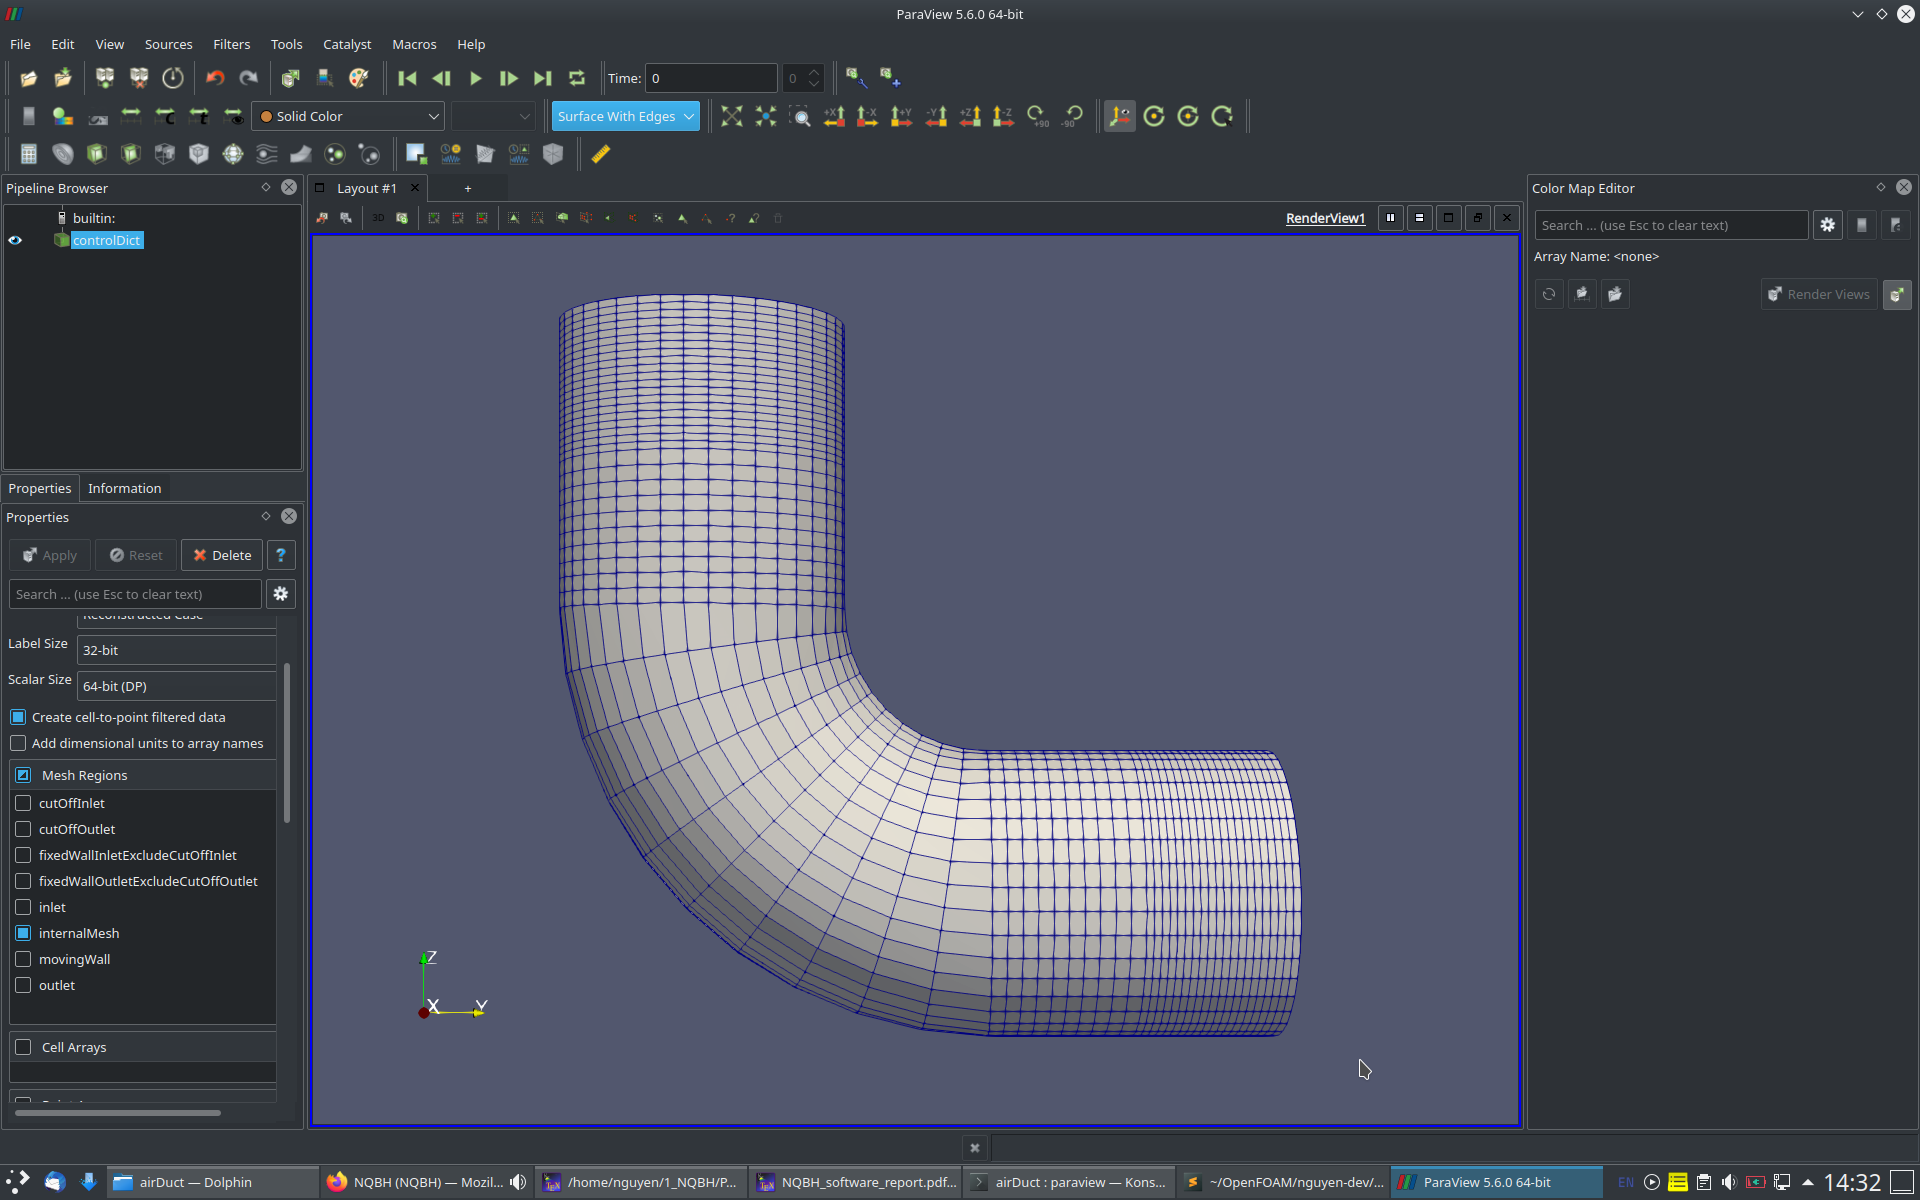 ParaView 5.6.0 64-bit
File Edit View Sources Filters Tools Catalyst Macros Help
Time: 0 0
Solid Color Surface With Edges +X -X +Y -Y +Z -Z +90 -90
Pipeline Browser
builtin:
controlDict
Properties Information
Properties
Apply Reset Delete ?
Search ... (use Esc to clear text)
Reconstructed Case
Label Size 32-bit
Scalar Size 64-bit (DP)
Create cell-to-point filtered data
Add dimensional units to array names
Mesh Regions
cutOffInlet
cutOffOutlet
fixedWallInletExcludeCutOffInlet
fixedWallOutletExcludeCutOffOutlet
inlet
internalMesh
movingWall
outlet
Cell Arrays
Layout #1 +
3D RenderView1
Z
X Y
Color Map Editor
Search ... (use Esc to clear text)
Array Name: <none>
Render Views
airDuct — Dolphin
NQBH (NQBH) — Mozil...
/home/nguyen/1_NQBH/P...
NQBH_software_report.pdf...
airDuct : paraview — Kons...
~/OpenFOAM/nguyen-dev/...
ParaView 5.6.0 64-bit
EN
14:32